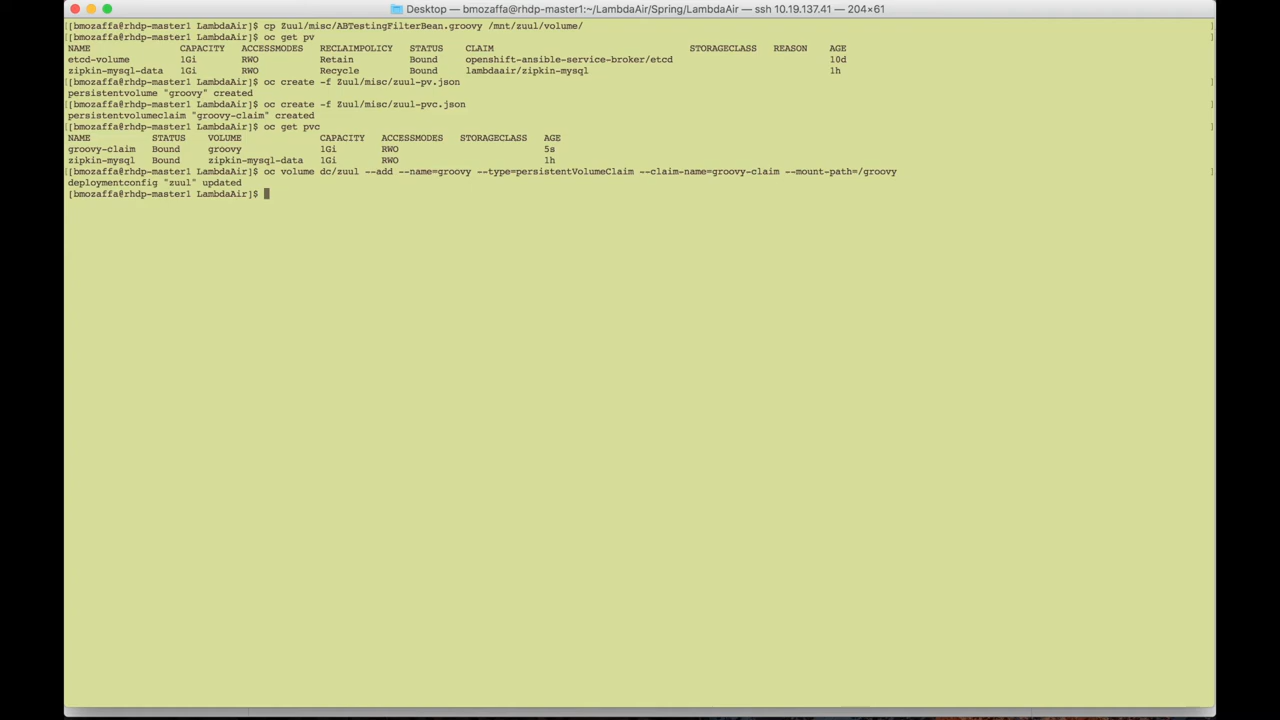 Desktop — bmozaffa@rhdp-master1:~/LambdaAir/Spring/LambdaAir — ssh 10.19.137.41 — 204×61
[[bmozaffa@rhdp-master1 LambdaAir]$ cp Zuul/misc/ABTestingFilterBean.groovy /mnt/zuul/volume/ ]
[[bmozaffa@rhdp-master1 LambdaAir]$ oc get pv ]
NAME CAPACITY ACCESSMODES RECLAIMPOLICY STATUS CLAIM STORAGECLASS REASON AGE
etcd-volume 1Gi RWO Retain Bound openshift-ansible-service-broker/etcd 10d
zipkin-mysql-data 1Gi RWO Recycle Bound lambdaair/zipkin-mysql 1h
[[bmozaffa@rhdp-master1 LambdaAir]$ oc create -f Zuul/misc/zuul-pv.json ]
persistentvolume "groovy" created
[[bmozaffa@rhdp-master1 LambdaAir]$ oc create -f Zuul/misc/zuul-pvc.json ]
persistentvolumeclaim "groovy-claim" created
[[bmozaffa@rhdp-master1 LambdaAir]$ oc get pvc ]
NAME STATUS VOLUME CAPACITY ACCESSMODES STORAGECLASS AGE
groovy-claim Bound groovy 1Gi RWO 5s
zipkin-mysql Bound zipkin-mysql-data 1Gi RWO 1h
[[bmozaffa@rhdp-master1 LambdaAir]$ oc volume dc/zuul --add --name=groovy --type=persistentVolumeClaim --claim-name=groovy-claim --mount-path=/groovy ]
deploymentconfig "zuul" updated
[bmozaffa@rhdp-master1 LambdaAir]$